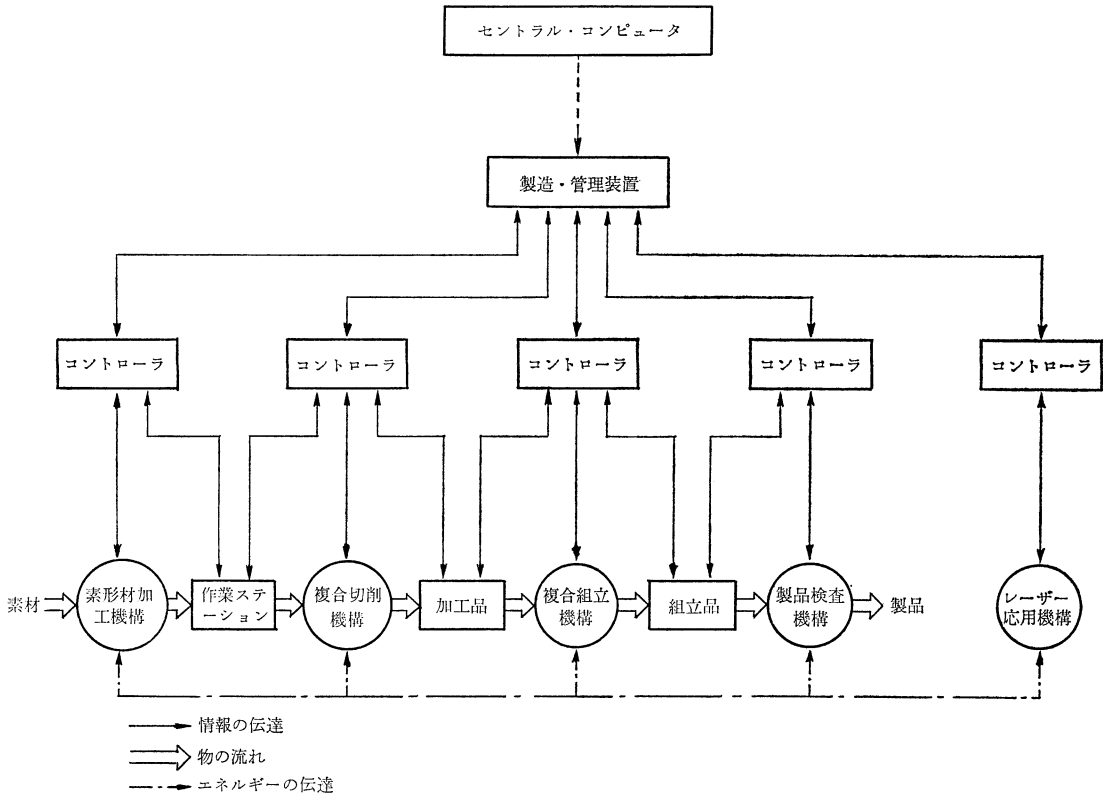 セントラル・コンピュータ
製造・管理装置
コントローラ
コントローラ
コントローラ
コントローラ
コントローラ
素材
素形材加
工機構
作業ステ
ーション
複合切削
機構
加工品
複合組立
機構
組立品
製品検査
機構
製品
レーザー
応用機構
情報の伝達
物の流れ
エネルギーの伝達